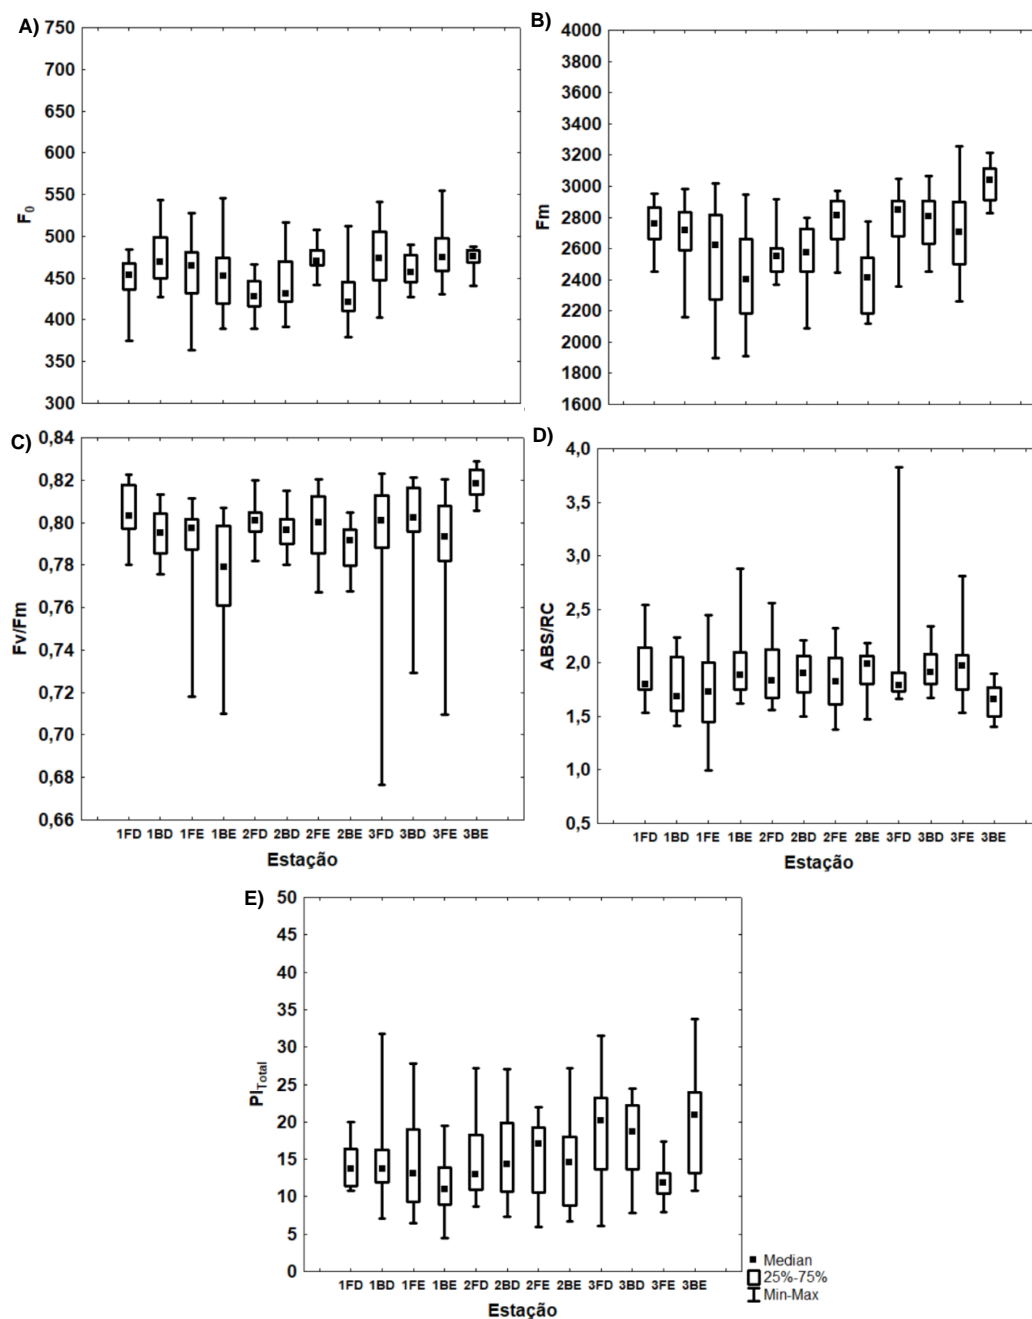 A)
750
700
650
600
550
500
450
400
350
300
F0
B)
4000
3800
3600
3400
3200
3000
2800
2600
2400
2200
2000
1800
1600
Fm
C)
0,84
0,82
0,80
0,78
0,76
0,74
0,72
0,70
0,68
0,66
Fv/Fm
1FD 1BD 1FE 1BE 2FD 2BD 2FE 2BE 3FD 3BD 3FE 3BE
Estação
D)
4,0
3,5
3,0
2,5
2,0
1,5
1,0
0,5
ABS/RC
1FD 1BD 1FE 1BE 2FD 2BD 2FE 2BE 3FD 3BD 3FE 3BE
Estação
E)
50
45
40
35
30
25
20
15
10
5
0
PITotal
1FD 1BD 1FE 1BE 2FD 2BD 2FE 2BE 3FD 3BD 3FE 3BE
Estação
Median
25%-75%
Min-Max